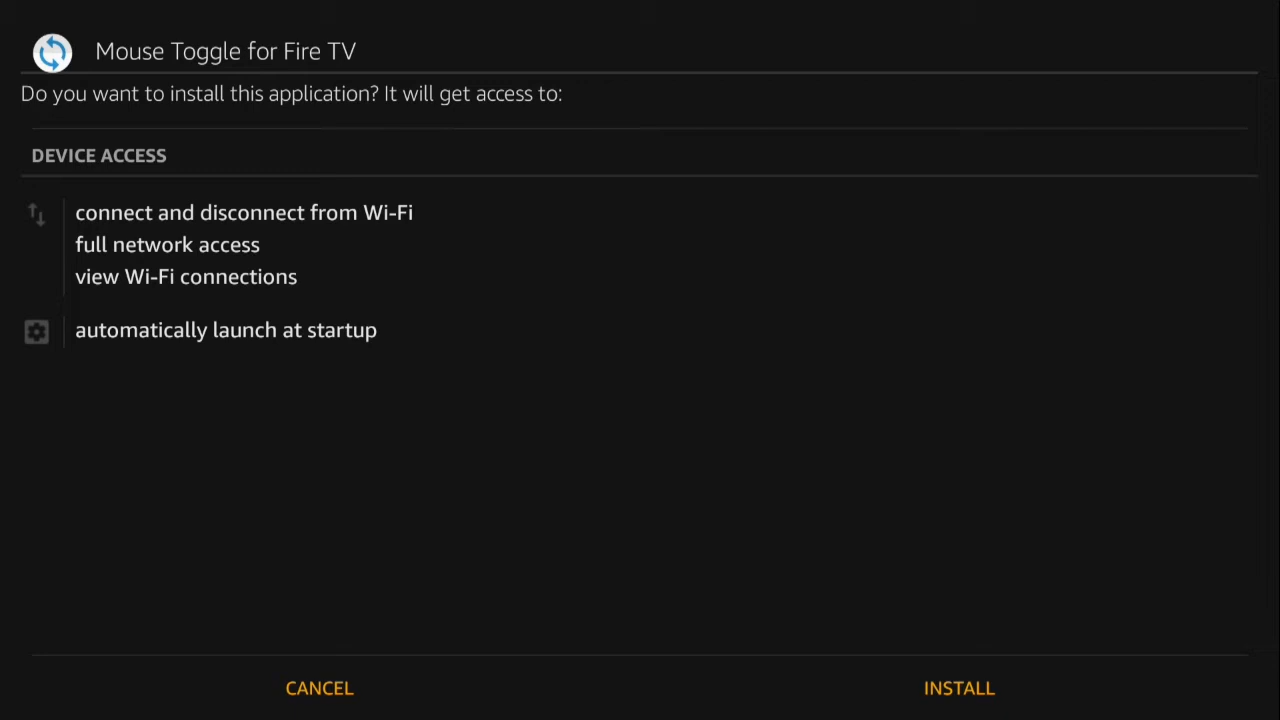 Mouse Toggle for Fire TV
Do you want to install this application? It will get access to:
DEVICE ACCESS
connect and disconnect from Wi-Fi
full network access
view Wi-Fi connections
automatically launch at startup
CANCEL
INSTALL